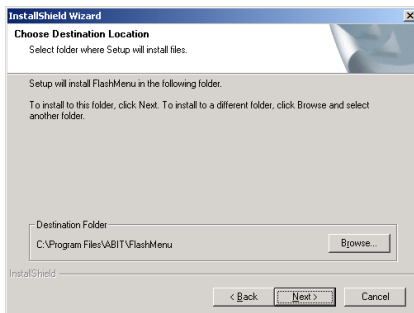 InstallShield Wizard
Choose Destination Location
Select folder where Setup will install files.
Setup will install FlashMenu in the following folder.
To install to this folder, click Next. To install to a different folder, click Browse and select
another folder.
Destination Folder
C:\Program Files\ABIT\FlashMenu
Browse...
InstallShield
< Back
Next >
Cancel